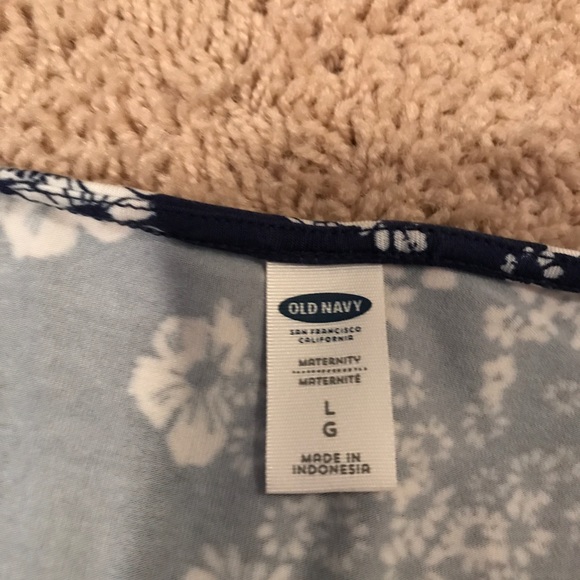 OLD NAVY
SAN FRANCISCO
CALIFORNIA
MATERNITY
MATERNITÉ
L
G
MADE IN
INDONESIA